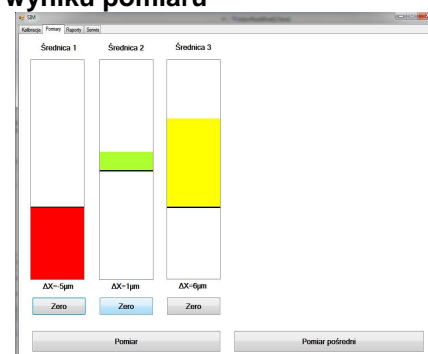 wyniku pomiaru
SIM
Kalibracja Pomiary Raporty Serwis
Średnica 1 Średnica 2 Średnica 3
ΔX=-5µm ΔX=1µm ΔX=6µm
Zero Zero Zero
Pomiar Pomiar pośredni